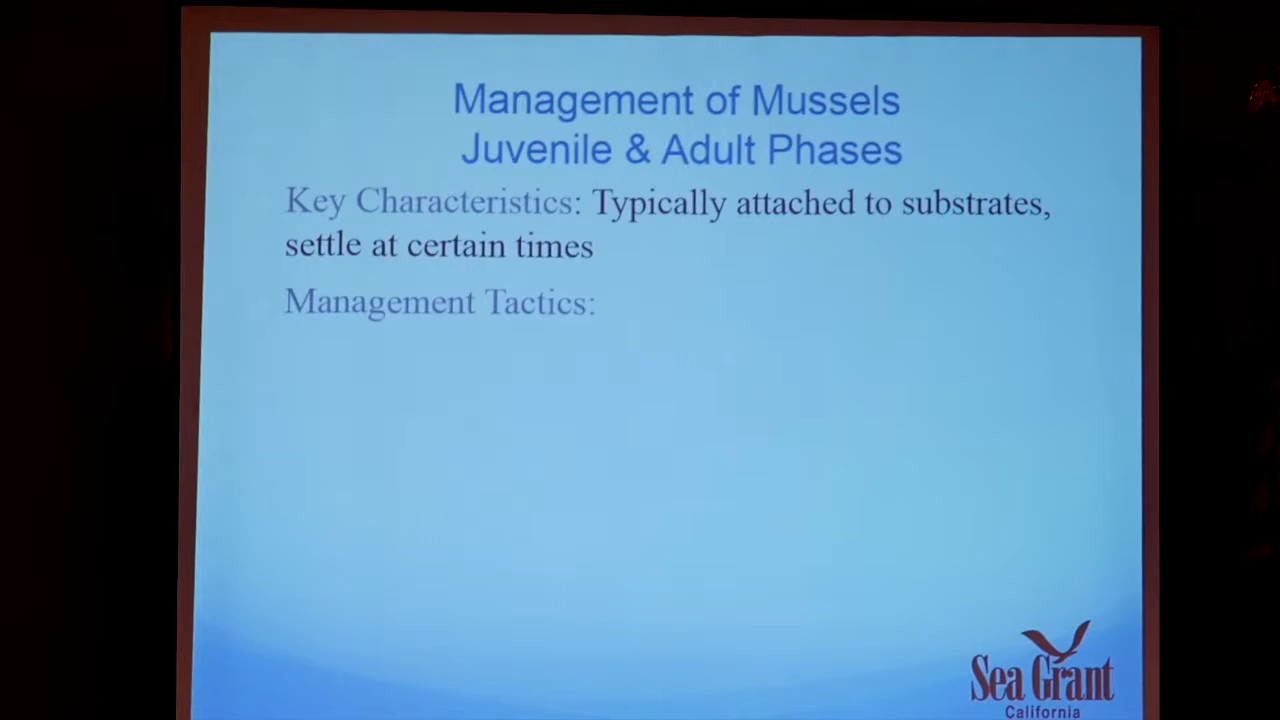 Management of Mussels
Juvenile & Adult Phases
Key Characteristics: Typically attached to substrates,
settle at certain times
Management Tactics:
Sea Grant
California